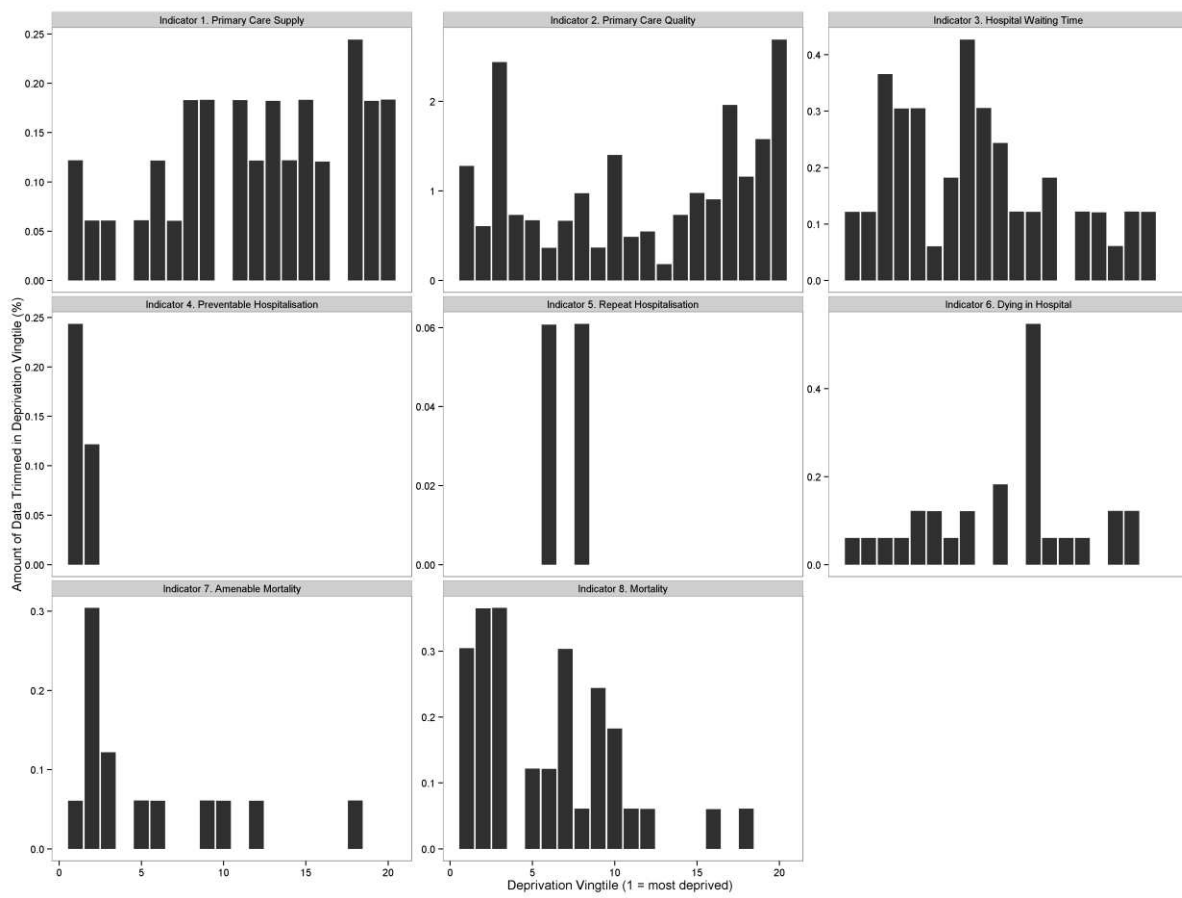 Indicator 1. Primary Care Supply
Indicator 2. Primary Care Quality
Indicator 3. Hospital Waiting Time
0.25
0.20
0.15
0.10
0.05
0.00
2
1
0
0.4
0.3
0.2
0.1
0.0
Indicator 4. Preventable Hospitalisation
Indicator 5. Repeat Hospitalisation
Indicator 6. Dying in Hospital
Amount of Data Trimmed in Deprivation Vingtile (%)
0.25
0.20
0.15
0.10
0.05
0.00
0.06
0.04
0.02
0.00
0.4
0.2
0.0
Indicator 7. Amenable Mortality
Indicator 8. Mortality
0.3
0.2
0.1
0.0
0.3
0.2
0.1
0.0
0 5 10 15 20
0 5 10 15 20
Deprivation Vingtile (1 = most deprived)